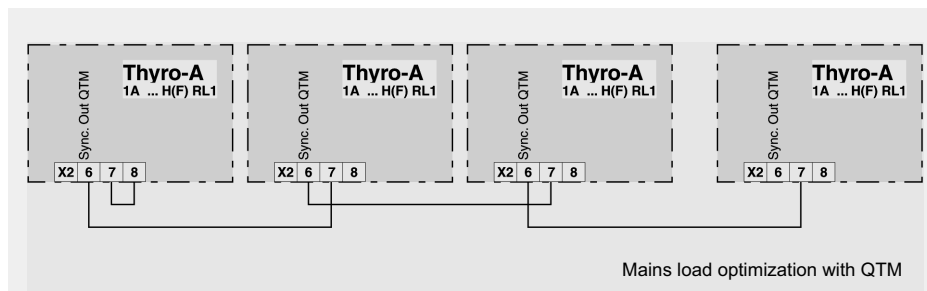 Thyro-A
1A ... H(F) RL1
Sync. Out QTM
X2 6 7 8
Thyro-A
1A ... H(F) RL1
Sync. Out QTM
X2 6 7 8
Thyro-A
1A ... H(F) RL1
Sync. Out QTM
X2 6 7 8
Thyro-A
1A ... H(F) RL1
Sync. Out QTM
X2 6 7 8
Mains load optimization with QTM